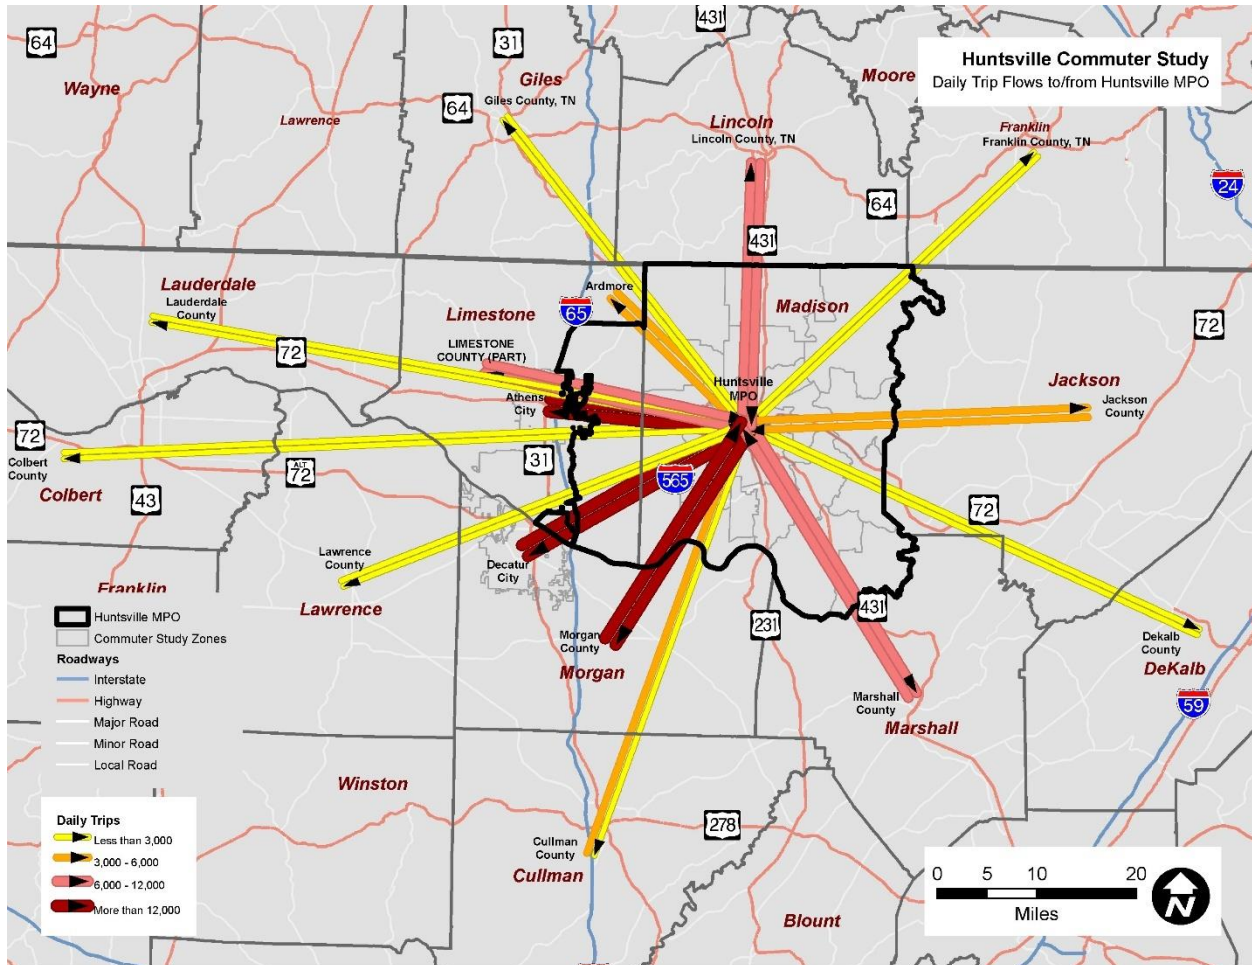 Huntsville Commuter Study
Daily Trip Flows to/from Huntsville MPO
431
64
31
Giles
Moore
Wayne
64
Giles County, TN
Lawrence
Lincoln
Lincoln County, TN
Franklin
Franklin County, TN
24
64
431
Lauderdale
Lauderdale
County
Ardmore
65
Madison
Limestone
72
72
LIMESTONE
COUNTY (PART)
Huntsville
MPO
Jackson
Jackson
County
Athens
City
72
Colbert
County
Colbert
43
ALT
72
31
565
72
Lawrence
County
Lawrence
Decatur
City
Franklin
431
231
Morgan
County
Morgan
Dekalb
County
DeKalb
Marshall
County
Marshall
59
Huntsville MPO
Commuter Study Zones
Roadways
Interstate
Highway
Major Road
Minor Road
Local Road
Winston
278
Cullman
County
Cullman
Blount
Daily Trips
Less than 3,000
3,000 - 6,000
6,000 - 12,000
More than 12,000
0 5 10 20
Miles
N